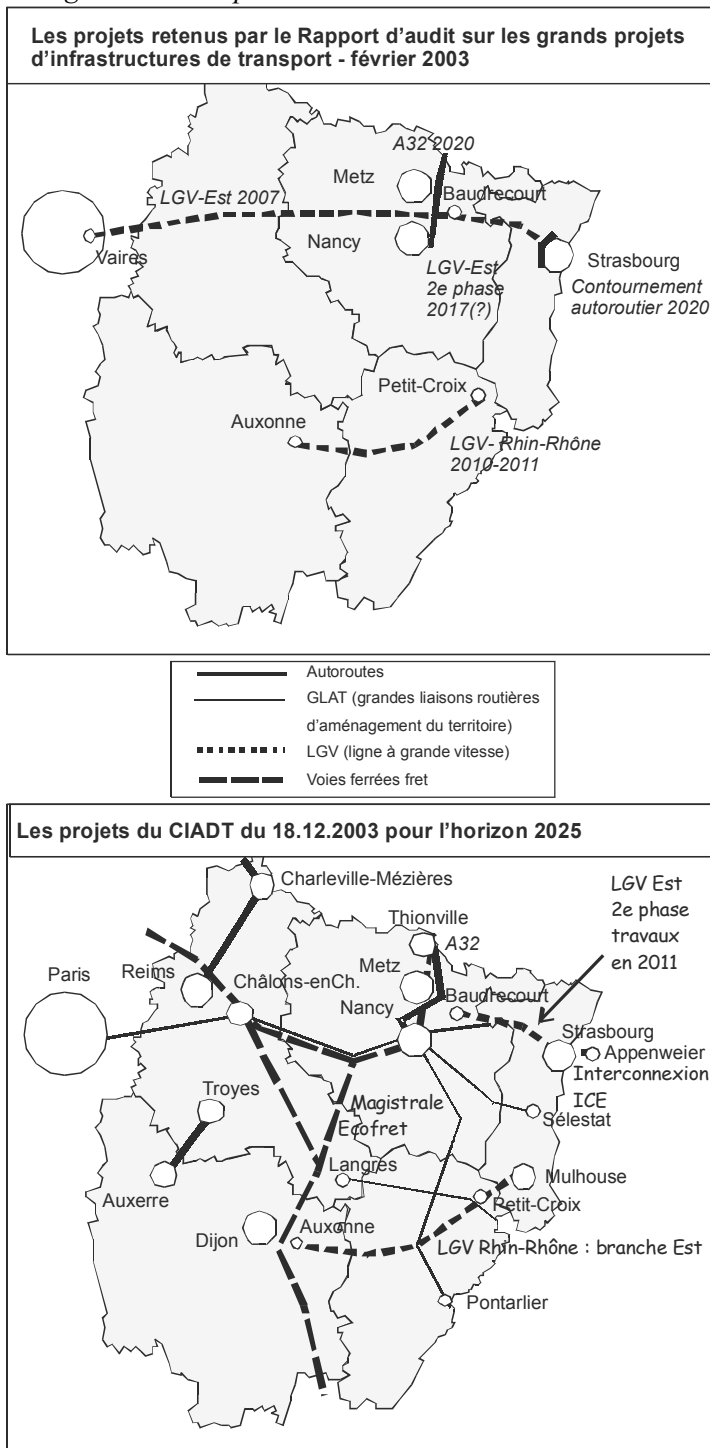 Les projets retenus par le Rapport d'audit sur les grands projets
d'infrastructures de transport - février 2003
A32 2020
Metz
Baudrecourt
LGV-Est 2007
Vaires
Nancy
LGV-Est
2e phase
2017(?)
Strasbourg
Contournement
autoroutier 2020
Petit-Croix
Auxonne
LGV- Rhin-Rhône
2010-2011
Autoroutes
GLAT (grandes liaisons routières
d'aménagement du territoire)
LGV (ligne à grande vitesse)
Voies ferrées fret
Les projets du CIADT du 18.12.2003 pour l'horizon 2025
Charleville-Mézières
LGV Est
2e phase
travaux
en 2011
Thionville
A32
Metz
Paris
Reims
Châlons-enCh.
Nancy
Baudrecourt
Strasbourg
Appenweier
Interconnexion
ICE
Troyes
Magistrale
Ecofret
Sélestat
Langres
Mulhouse
Auxerre
Petit-Croix
Dijon
Auxonne
LGV Rhin-Rhône : branche Est
Pontarlier